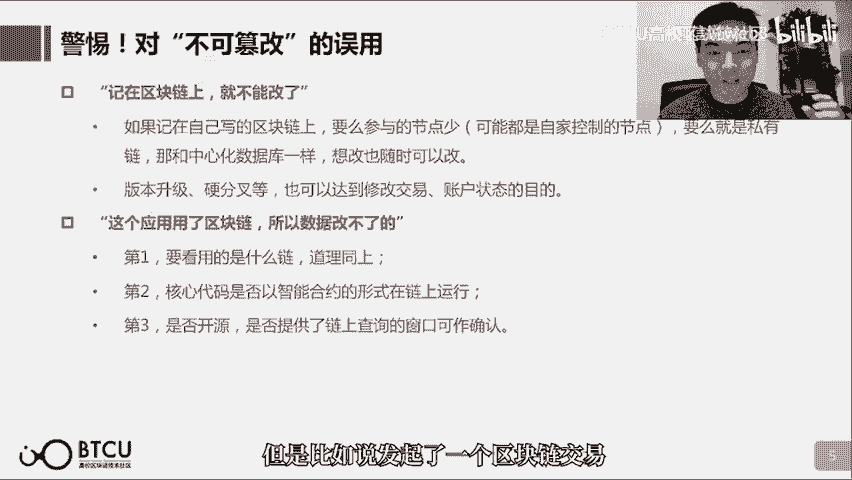 警惕！对“不可篡改”的误用
bilibili
“记在区块链上，就不能改了”
如果记在自己写的区块链上，要么参与的节点少（可能都是自家控制的节点），要么就是私有
链，那和中心化数据库一样，想改也随时可以改。
版本升级、硬分叉等，也可以达到修改交易、账户状态的目的。
“这个应用用了区块链，所以数据改不了的”
第1，要看用的是什么链，道理同上；
第2，核心代码是否以智能合约的形式在链上运行；
第3，是否开源，是否提供了链上查询的窗口可作确认。
BTCU
高校区块链技术社区
但是比如说发起了一个区块链交易
5